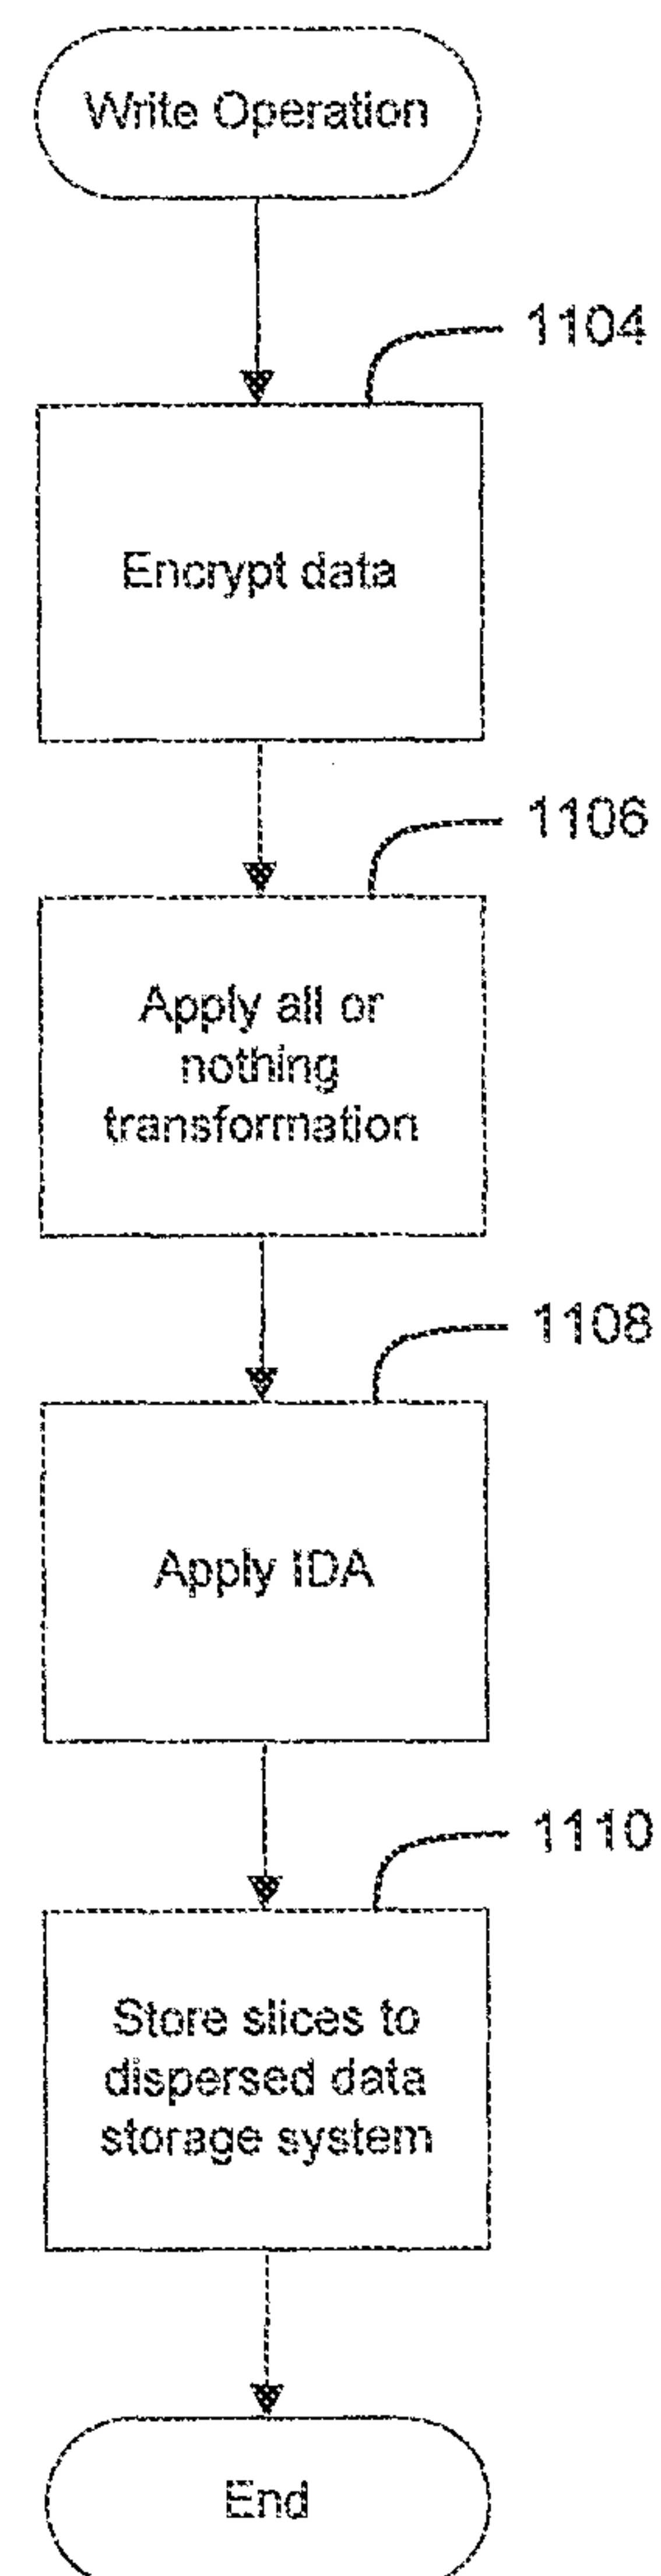 Write Operation
1104
Encrypt data
1106
Apply all or
nothing
transformation
1108
Apply IDA
1110
Store slices to
dispersed data
storage system
End